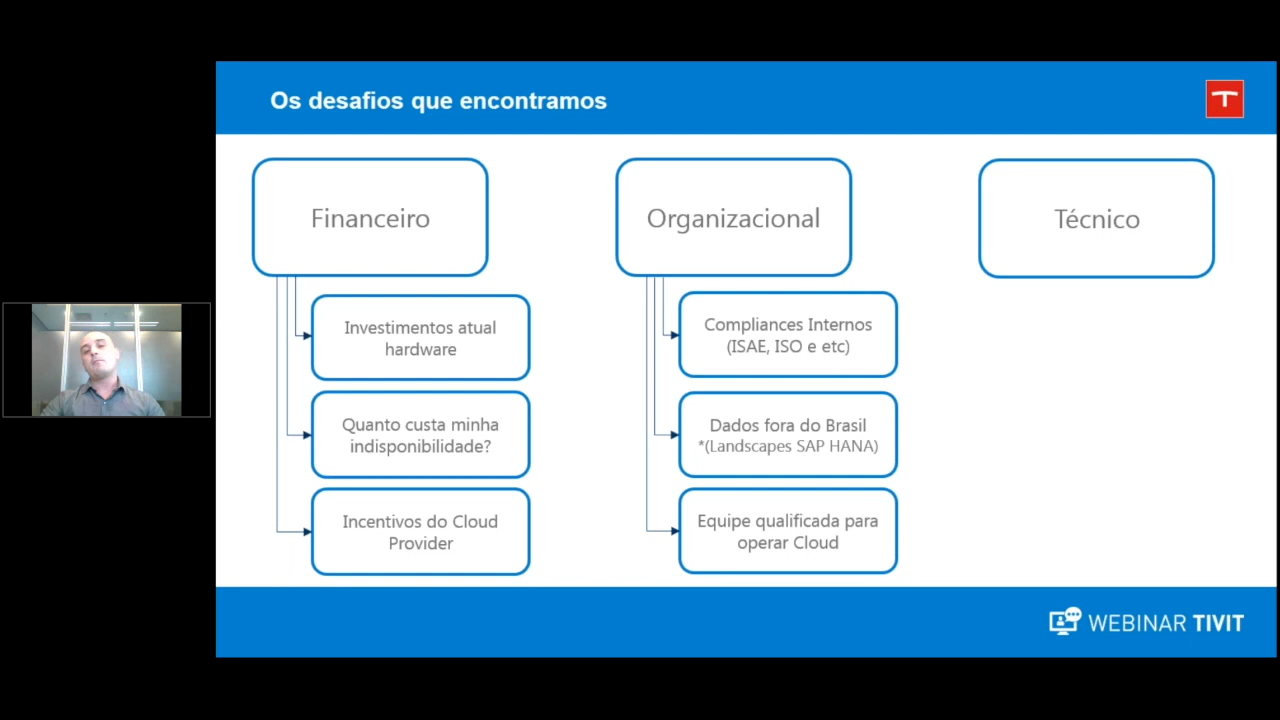 Os desafios que encontramos
Financeiro
Investimentos atual
hardware
Quanto custa minha
indisponibilidade?
Incentivos do Cloud
Provider
Organizacional
Compliances Internos
(ISAE, ISO e etc)
Dados fora do Brasil
*(Landscapes SAP HANA)
Equipe qualificada para
operar Cloud
Técnico
WEBINAR TIVIT